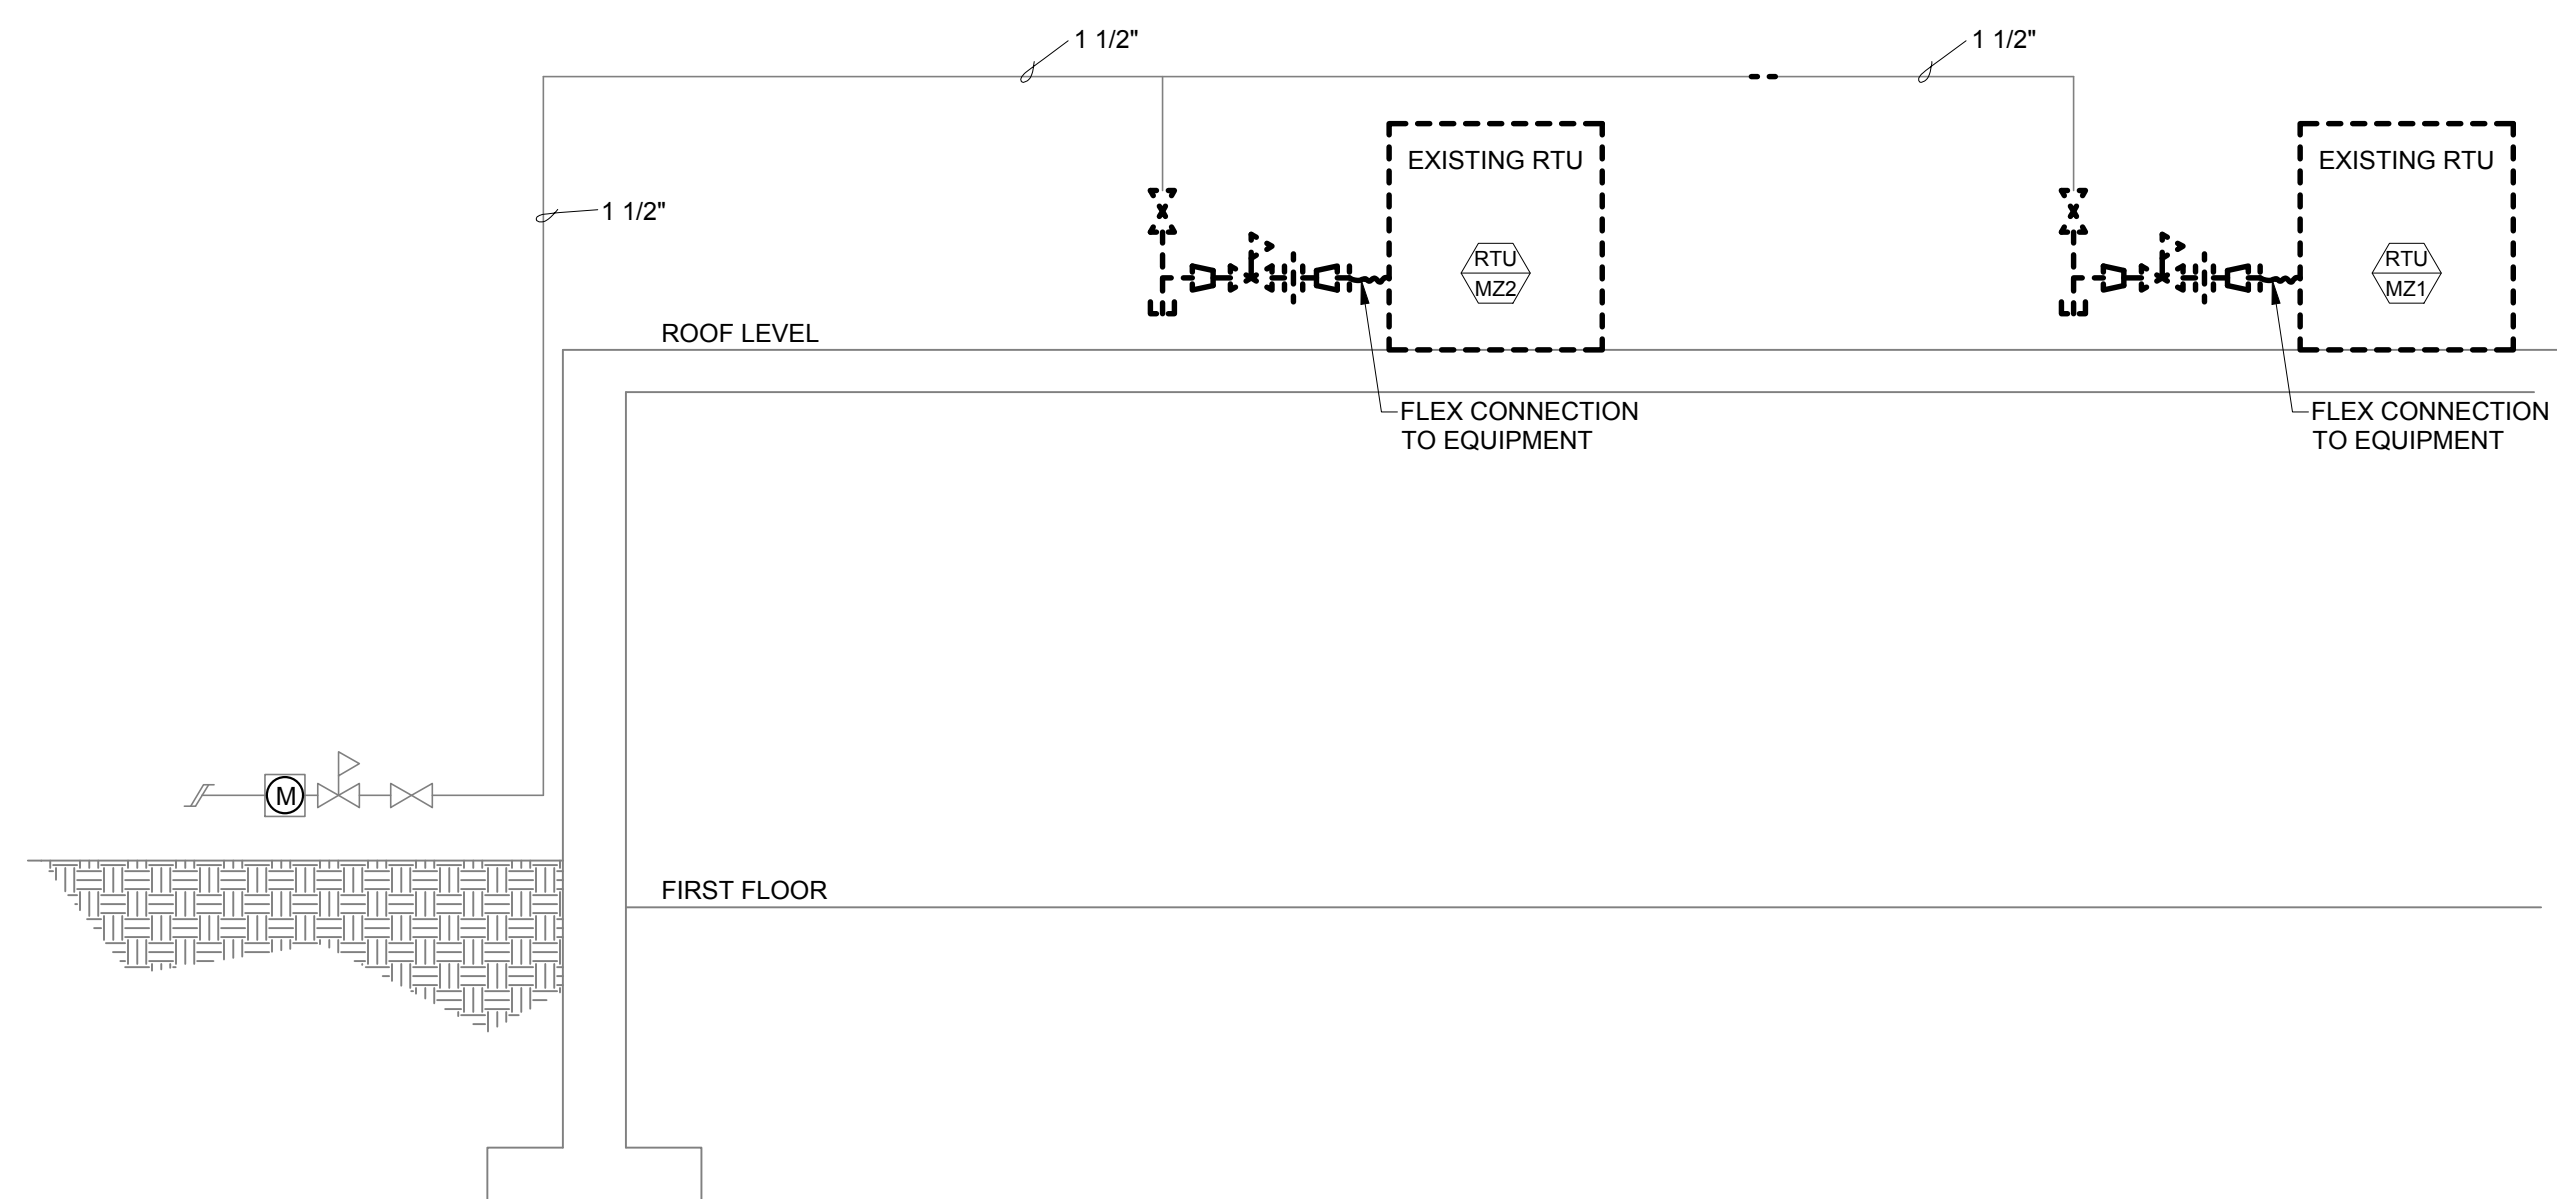 1 1/2"
1 1/2"
EXISTING RTU
EXISTING RTU
1 1/2"
RTU
MZ2
RTU
MZ1
ROOF LEVEL
FLEX CONNECTION
TO EQUIPMENT
FLEX CONNECTION
TO EQUIPMENT
M
FIRST FLOOR